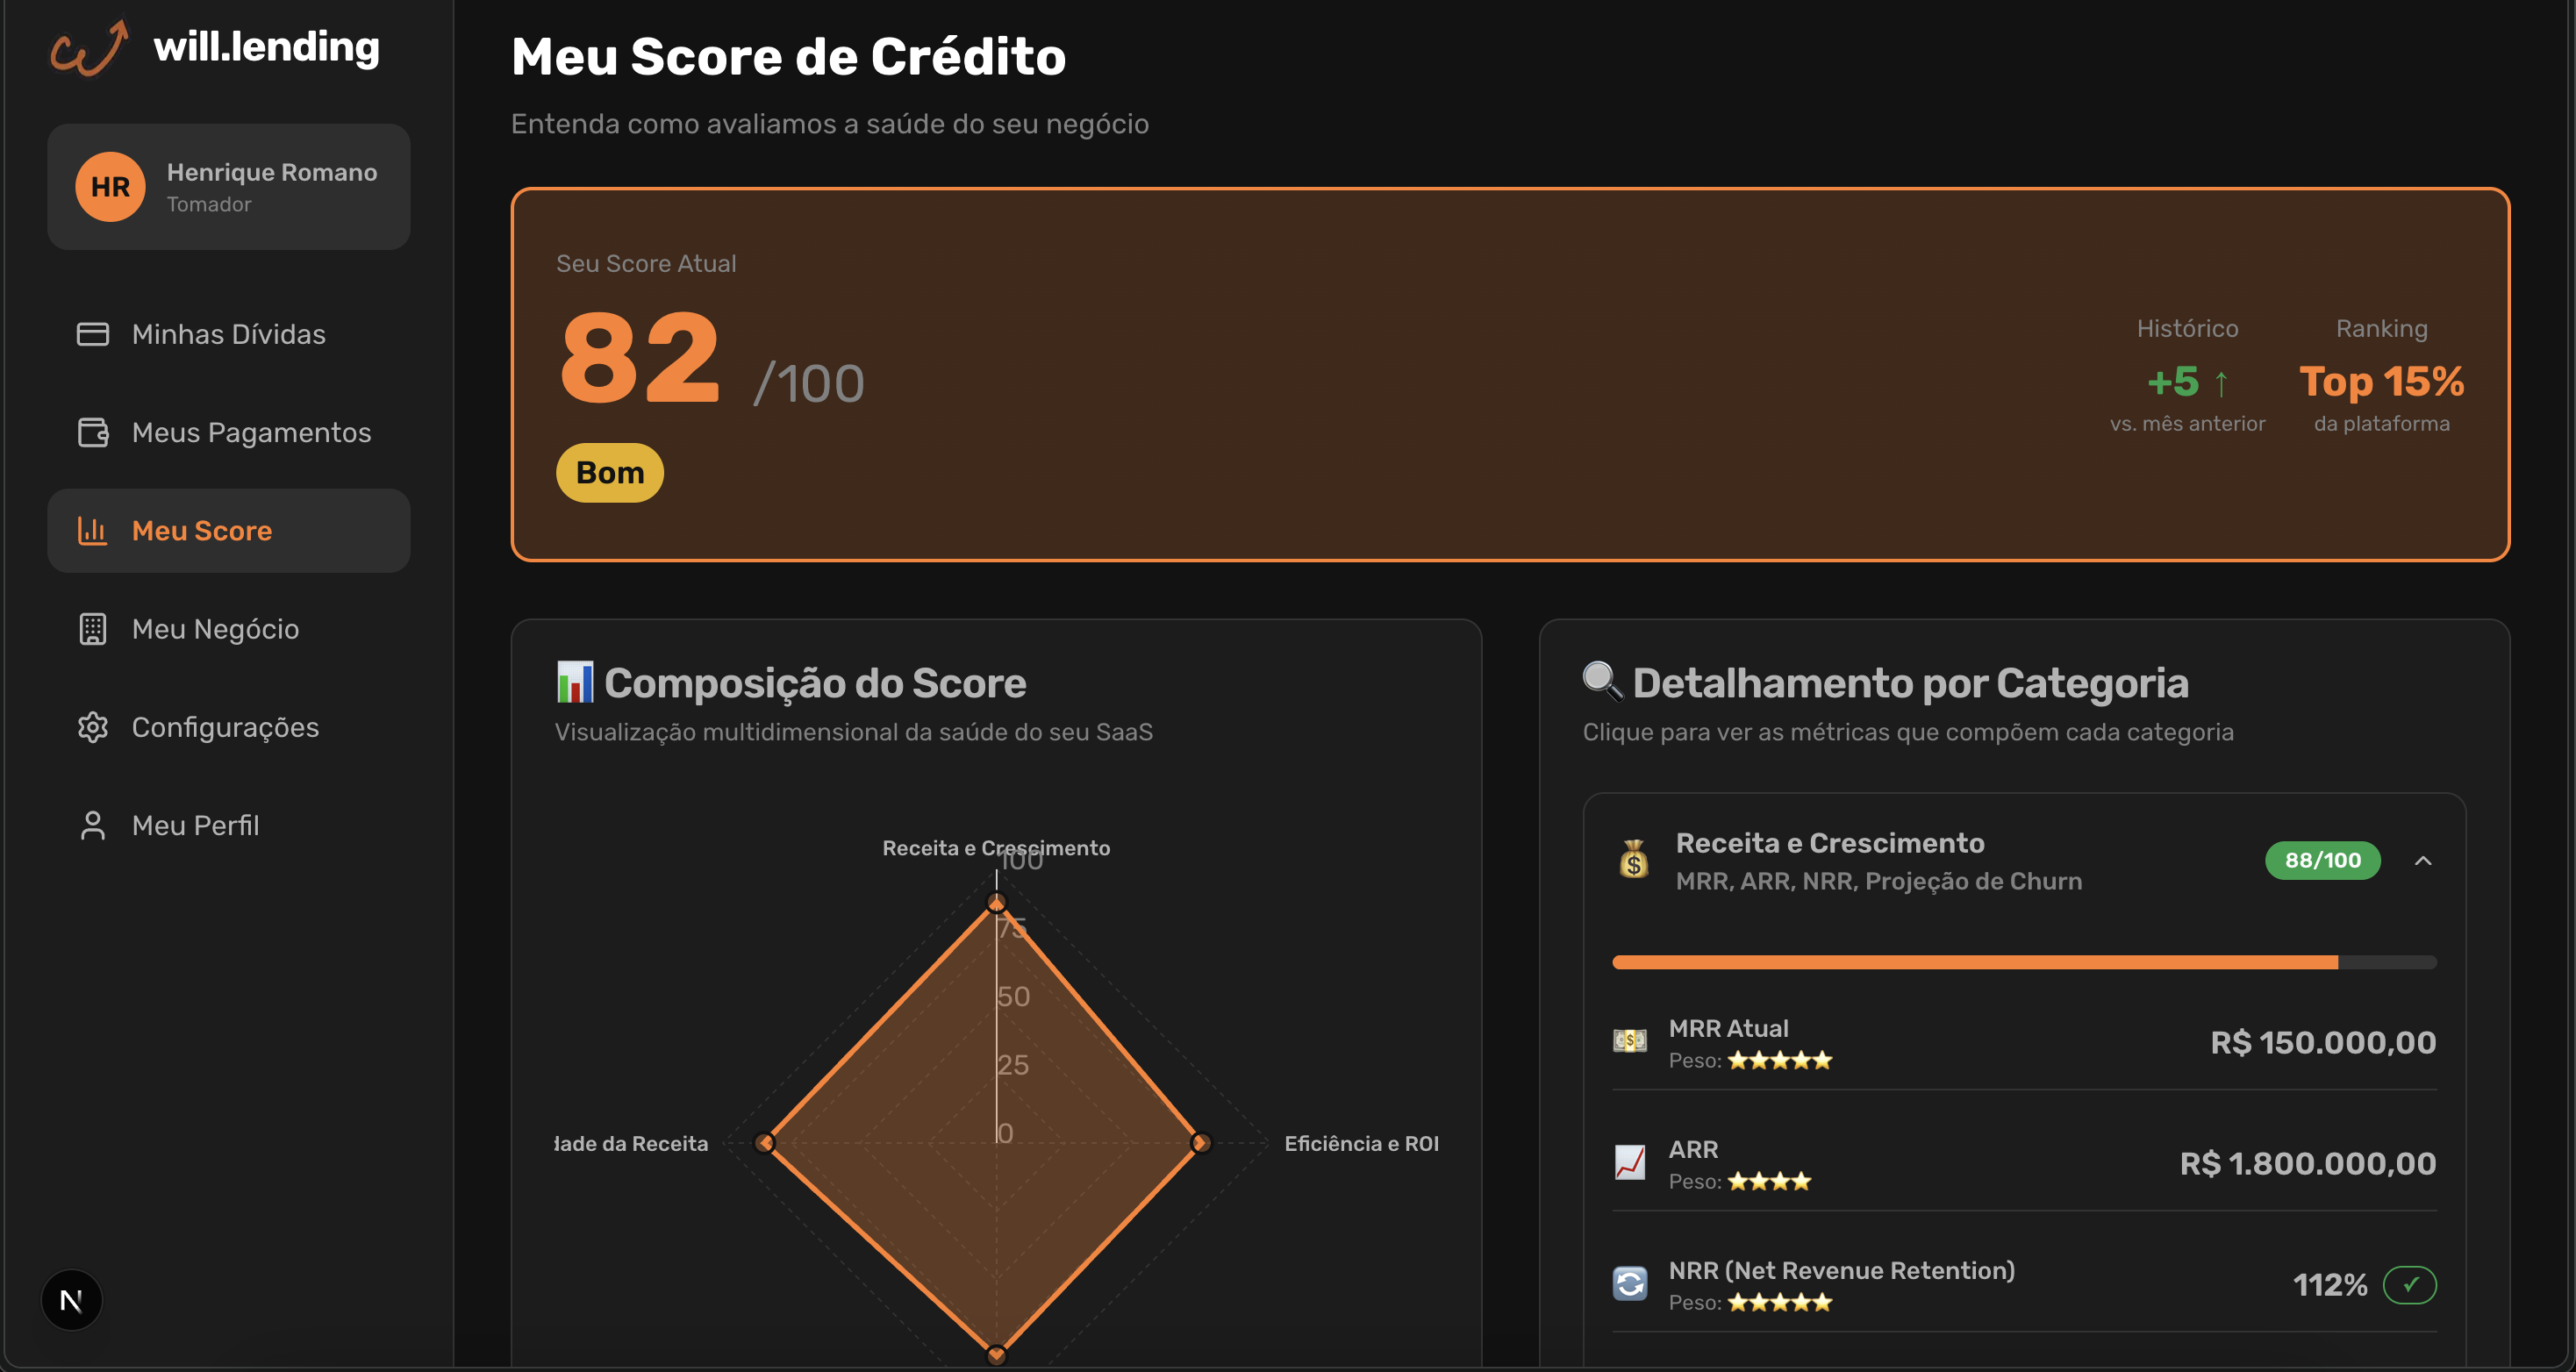 will.lending
HR
Henrique Romano
Tomador
Minhas Dívidas
Meus Pagamentos
Meu Score
Meu Negócio
Configurações
Meu Perfil
N
Meu Score de Crédito
Entenda como avaliamos a saúde do seu negócio
Seu Score Atual
82 /100
Bom
Histórico
+5 ↑
vs. mês anterior
Ranking
Top 15%
da plataforma
Composição do Score
Visualização multidimensional da saúde do seu SaaS
Receita e Crescimento
100
75
50
25
0
dade da Receita
Eficiência e ROI
Detalhamento por Categoria
Clique para ver as métricas que compõem cada categoria
Receita e Crescimento
MRR, ARR, NRR, Projeção de Churn
88/100
MRR Atual
Peso: ⭐⭐⭐⭐⭐
R$ 150.000,00
ARR
Peso: ⭐⭐⭐⭐
R$ 1.800.000,00
NRR (Net Revenue Retention)
Peso: ⭐⭐⭐⭐⭐
112% ✓